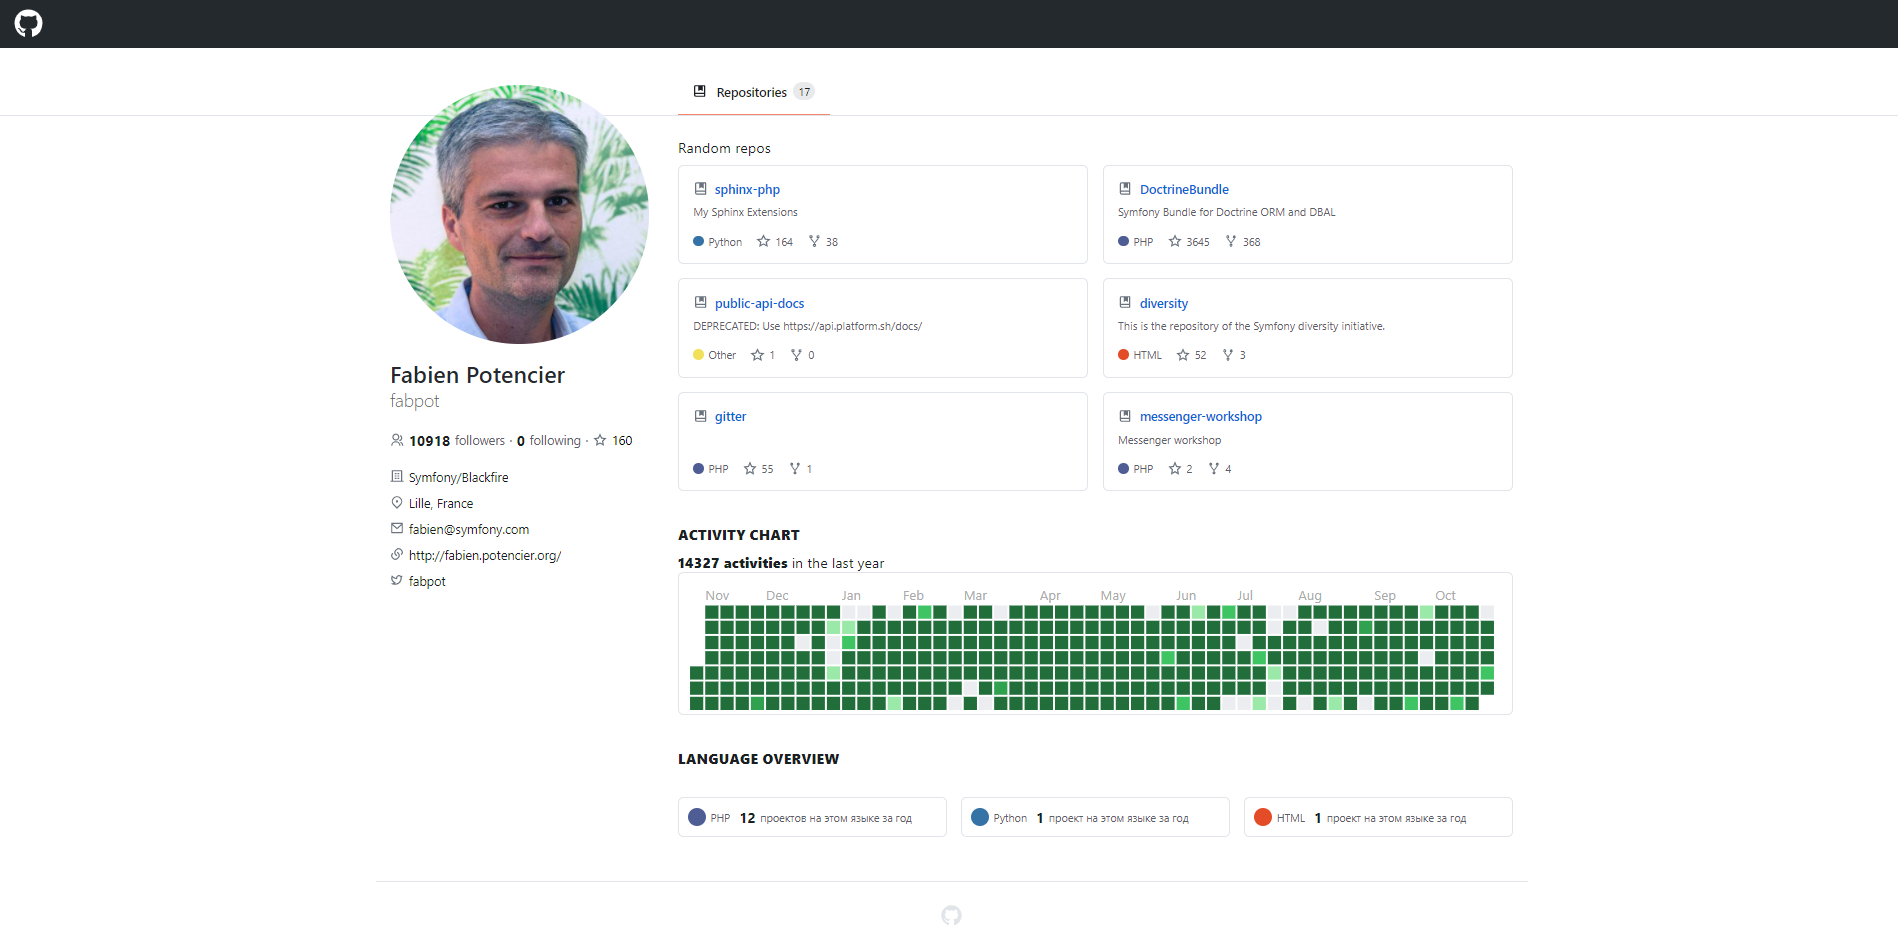 Repositories 17
Fabien Potencier
fabpot
10918 followers · 0 following · 160
Symfony/Blackfire
Lille, France
fabien@symfony.com
http://fabien.potencier.org/
fabpot
Random repos
sphinx-php
My Sphinx Extensions
Python 164 38
DoctrineBundle
Symfony Bundle for Doctrine ORM and DBAL
PHP 3645 368
public-api-docs
DEPRECATED: Use https://api.platform.sh/docs/
Other 1 0
diversity
This is the repository of the Symfony diversity initiative.
HTML 52 3
gitter
PHP 55 1
messenger-workshop
Messenger workshop
PHP 2 4
ACTIVITY CHART
14327 activities in the last year
Nov Dec Jan Feb Mar Apr May Jun Jul Aug Sep Oct
LANGUAGE OVERVIEW
PHP 12 проектов на этом языке за год
Python 1 проект на этом языке за год
HTML 1 проект на этом языке за год